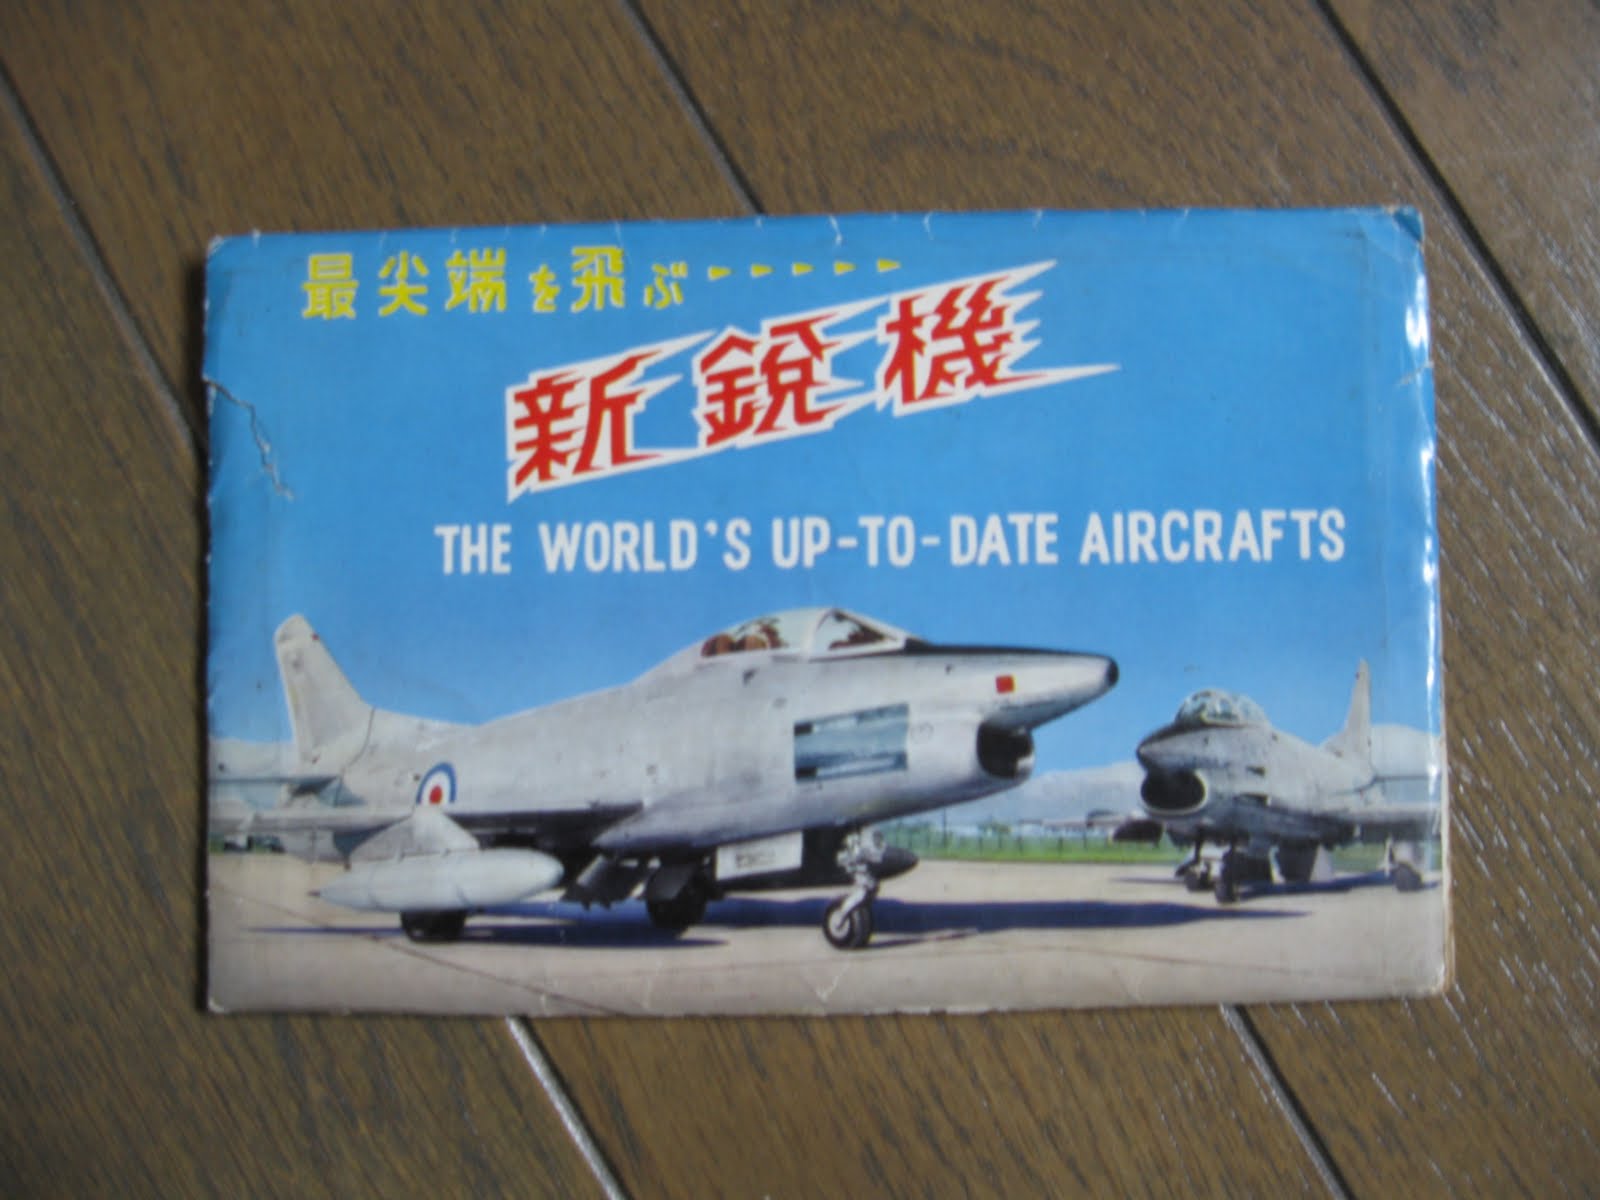 最尖端を飛ぶ-----
新鋭機
THE WORLD'S UP-TO-DATE AIRCRAFTS